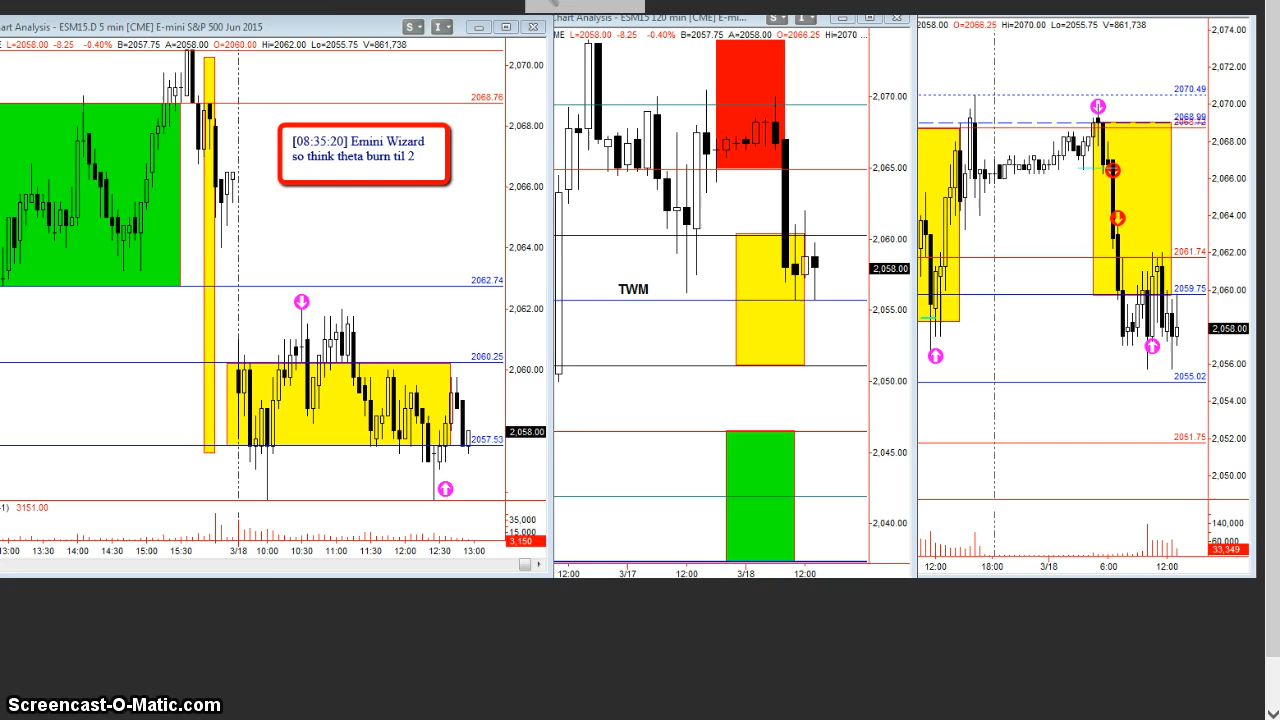 hart Analysis - ESM15.D 5 min [CME] E-mini S&P 500 Jun 2015
S
I
L=2058.00 -8.25 -0.40% B=2057.75 A=2058.00 O=2060.00 Hi=2062.00 Lo=2055.75 V=861,738
2,070.00
2068.76
2,068.00
[08:35:20] Emini Wizard
so think theta burn til 2
2,066.00
2,064.00
2062.74
2,062.00
2060.25
2,060.00
2,058.00
2057.53
-1) 3151.00
35,000
15,000
3,150
13:00 13:30 14:00 14:30 15:00 15:30 3/18 10:00 10:30 11:00 11:30 12:00 12:30 13:00
hart Analysis - ESM15 120 min [CME] E-mi...
S
I
ME L=2058.00 -8.25 -0.40% B=2057.75 A=2058.00 O=2066.25 Hi=2070 ...
2,070.00
2,065.00
2,060.00
2,058.00
TWM
2,055.00
2,050.00
2,045.00
2,040.00
12:00 3/17 12:00 3/18 12:00
2058.00 O=2066.25 Hi=2070.00 Lo=2055.75 V=861,738
2,074.00
2,072.00
2070.49
2,070.00
2068.99
2,068.00
2,066.00
2,064.00
2061.74
2,062.00
2059.75
2,060.00
2,058.00
2,056.00
2055.02
2,054.00
2051.75
2,052.00
2,050.00
140,000
80,000
33,349
12:00 18:00 3/18 6:00 12:00
Screencast-O-Matic.com